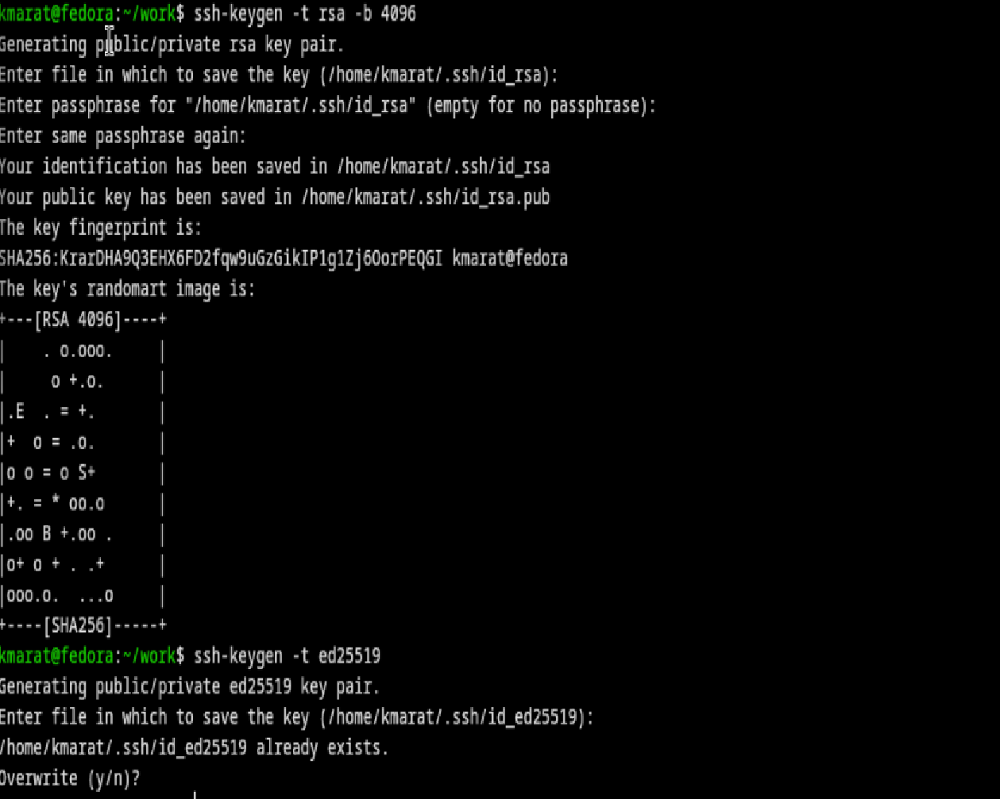 kmarat@fedora:~/work$ ssh-keygen -t rsa -b 4096
Generating public/private rsa key pair.
Enter file in which to save the key (/home/kmarat/.ssh/id_rsa):
Enter passphrase for "/home/kmarat/.ssh/id_rsa" (empty for no passphrase):
Enter same passphrase again:
Your identification has been saved in /home/kmarat/.ssh/id_rsa
Your public key has been saved in /home/kmarat/.ssh/id_rsa.pub
The key fingerprint is:
SHA256:KrarDHA9Q3EHX6FD2fqw9uGzGikIP1g1Zj6OorPEQGI kmarat@fedora
The key's randomart image is:
+---[RSA 4096]----+
|    . o.ooo.     |
|     o +.o.      |
|.E  . = +.       |
|+  o = .o.       |
|o o = o S+       |
|+. = * oo.o      |
|.oo B +.oo .     |
|o+ o + . .+      |
|ooo.o.  ...o     |
+----[SHA256]-----+
kmarat@fedora:~/work$ ssh-keygen -t ed25519
Generating public/private ed25519 key pair.
Enter file in which to save the key (/home/kmarat/.ssh/id_ed25519):
/home/kmarat/.ssh/id_ed25519 already exists.
Overwrite (y/n)?